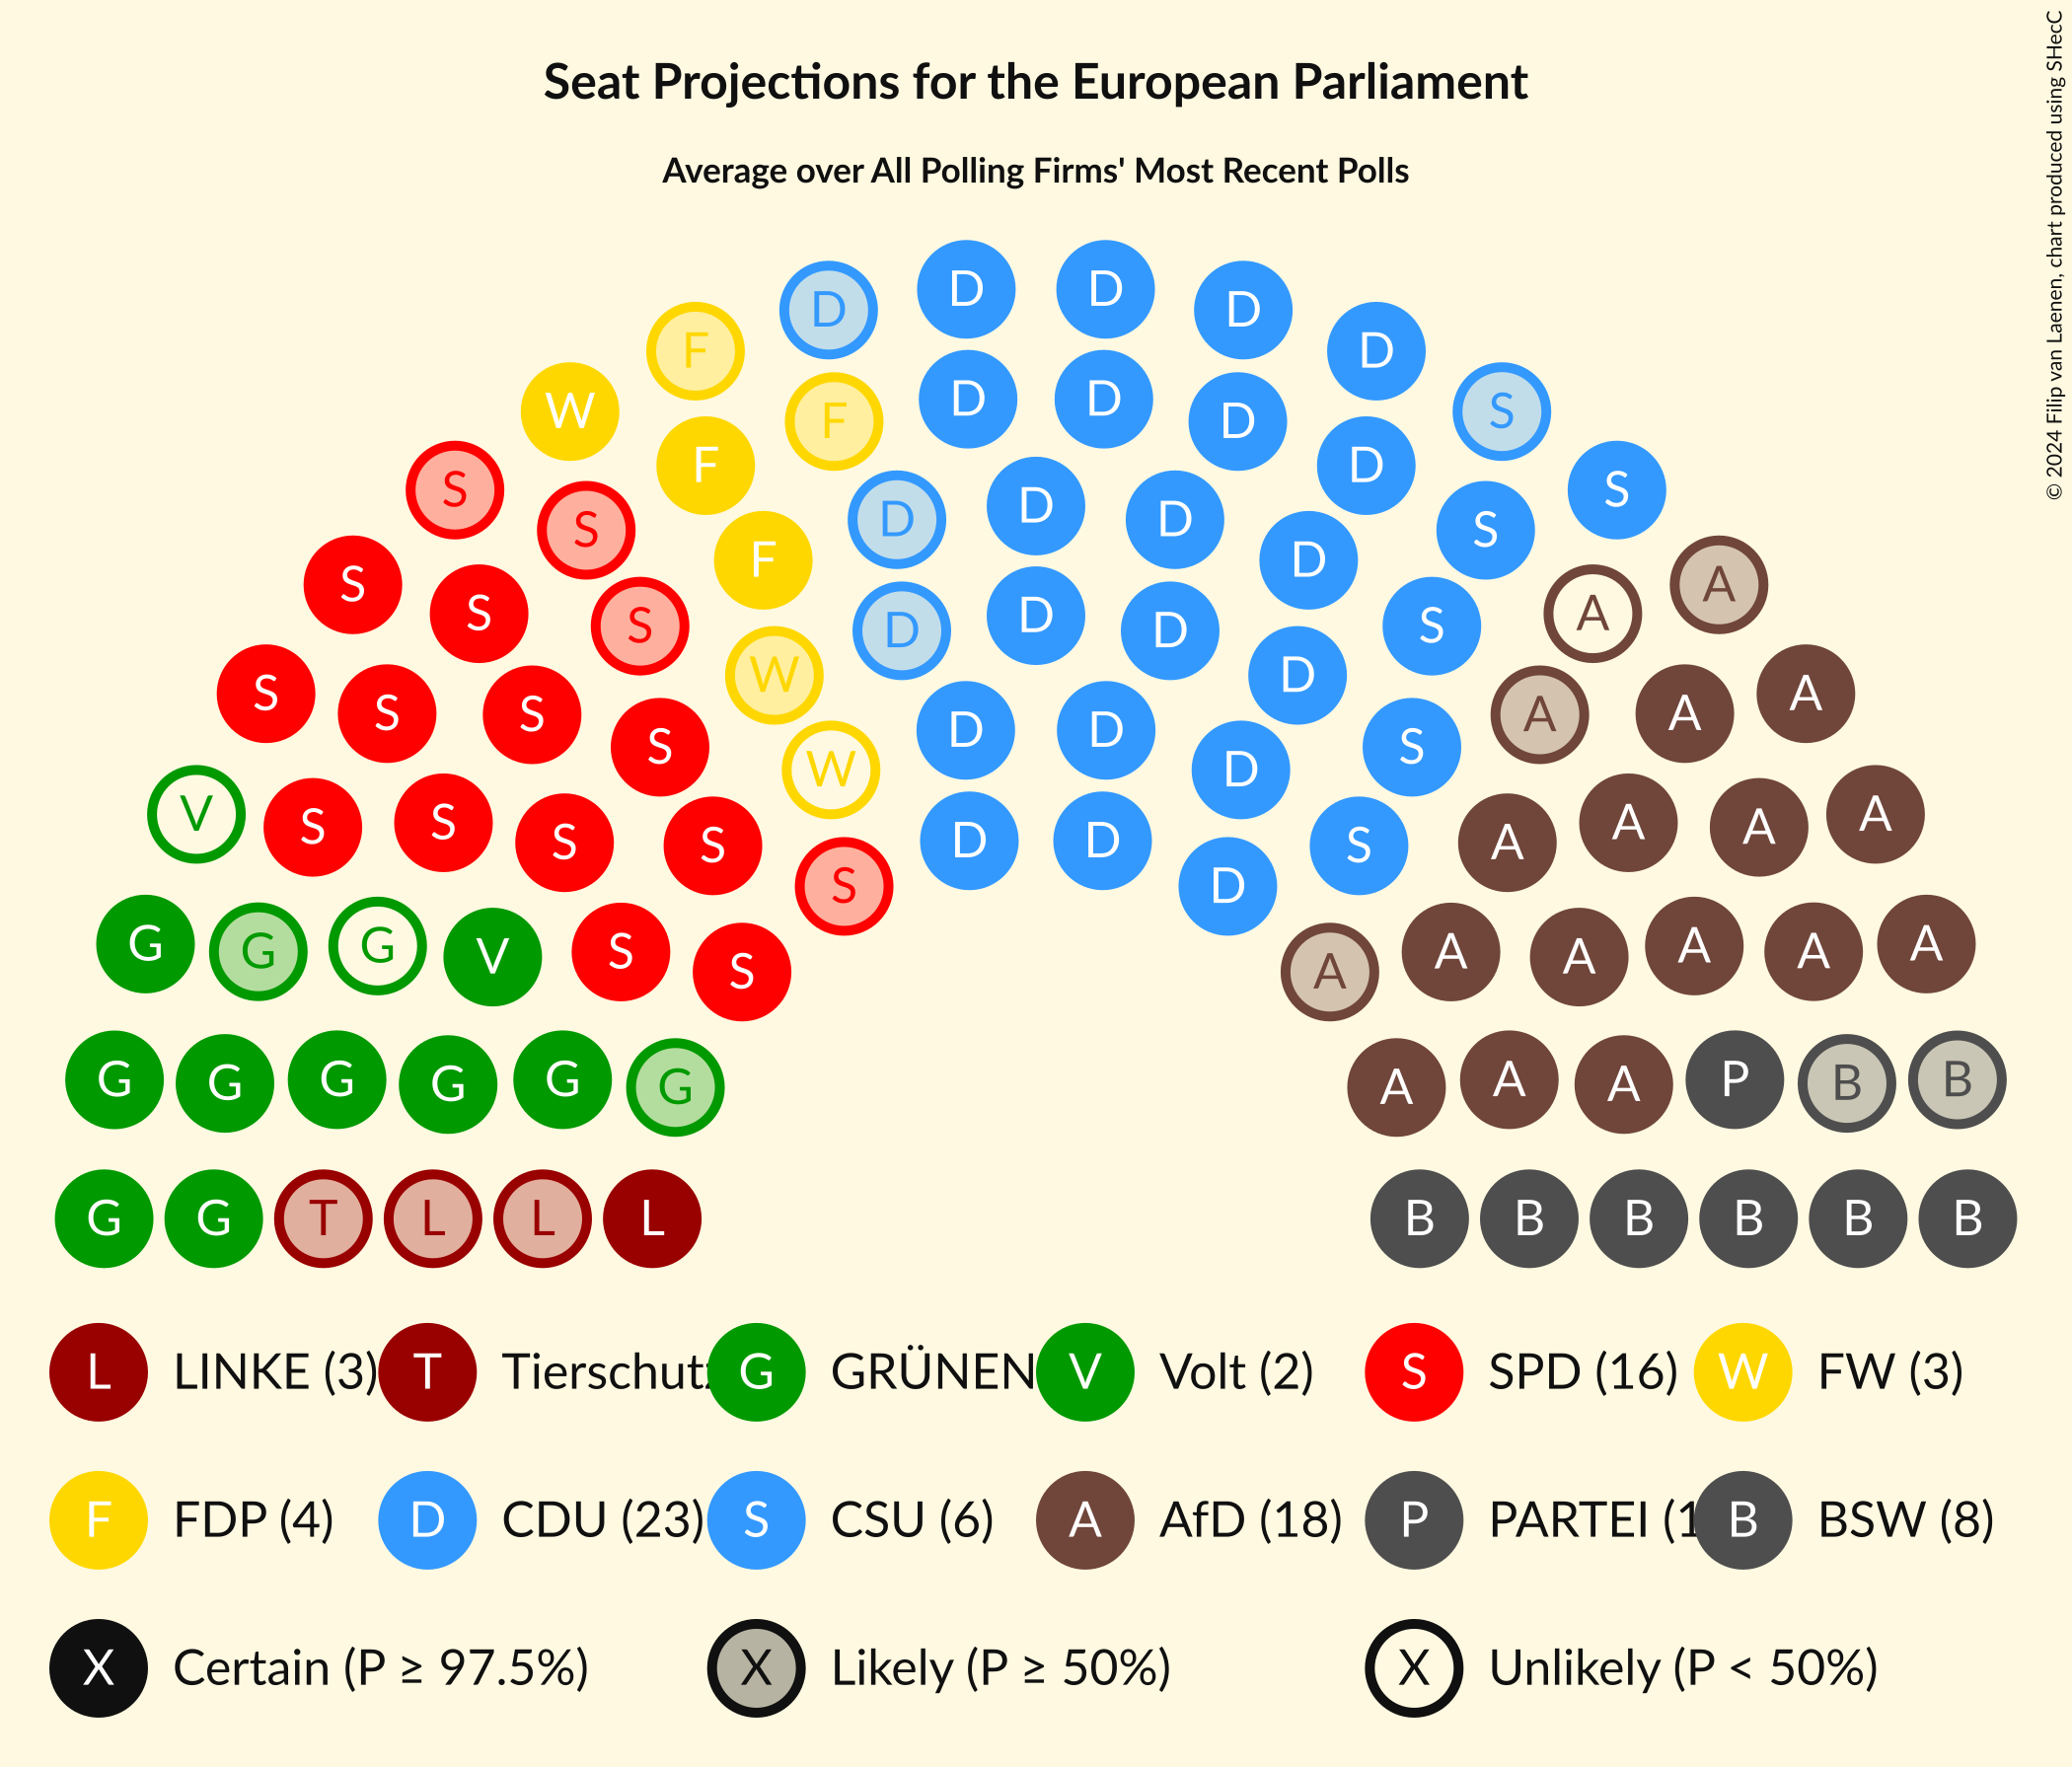 Seat Projections for the European Parliament
Average over All Polling Firms' Most Recent Polls
© 2024 Filip van Laenen, chart produced using SHecC
D D
D D
F D
D D
W D D S
F F D D
S S
D D D
S S
F D
S A
S D D D
S A
S S
W D
S A
S S A A
S W D D D S
V A
S S S S D D S A A A A
S D
G G G V S S A A A A A A
G G G G G G A A A P B B
G G T L L L B B B B B B
L LINKE (3) T Tierschutz G GRÜNEN V Volt (2) S SPD (16) W FW (3)
F FDP (4) D CDU (23) S CSU (6) A AfD (18) P PARTEI (1 B BSW (8)
X Certain (P ≥ 97.5%) X Likely (P ≥ 50%) X Unlikely (P < 50%)